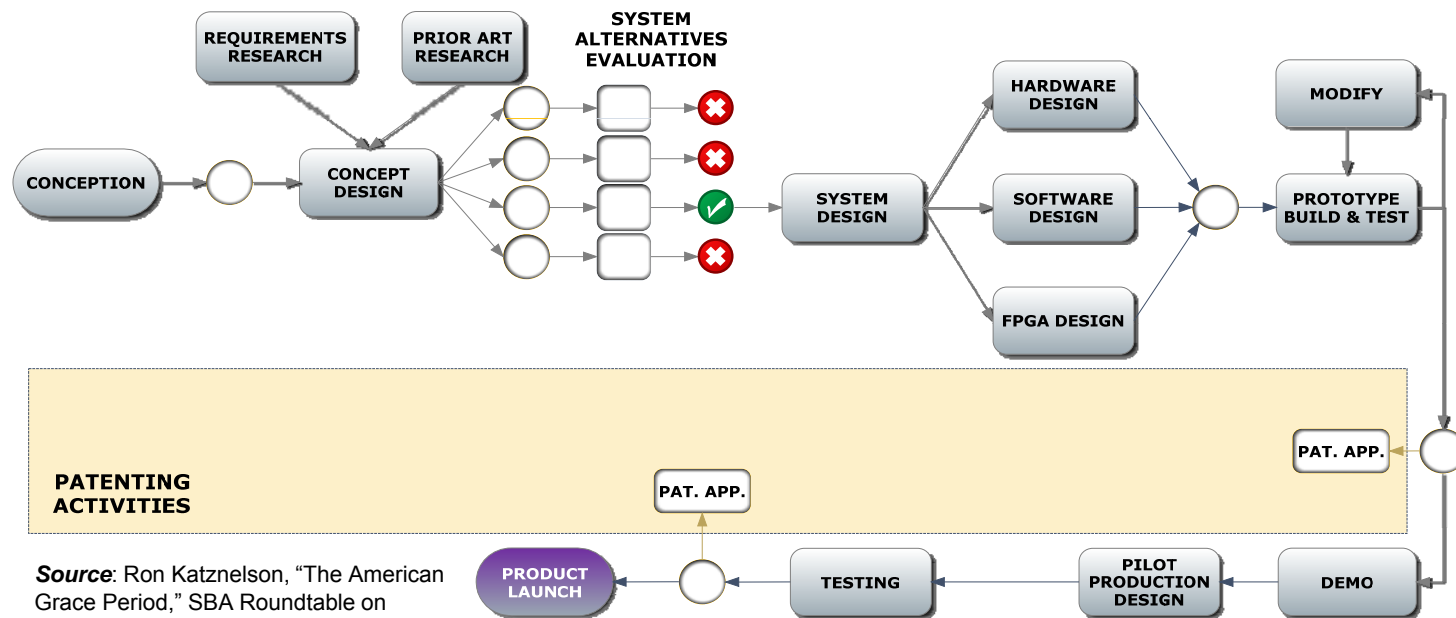 REQUIREMENTS
RESEARCH
PRIOR ART
RESEARCH
SYSTEM
ALTERNATIVES
EVALUATION
CONCEPTION
CONCEPT
DESIGN
SYSTEM
DESIGN
HARDWARE
DESIGN
SOFTWARE
DESIGN
FPGA DESIGN
MODIFY
PROTOTYPE
BUILD & TEST
PATENTING
ACTIVITIES
PAT. APP.
PAT. APP.
DEMO
PILOT
PRODUCTION
DESIGN
TESTING
PRODUCT
LAUNCH
Source: Ron Katznelson, “The American
Grace Period,” SBA Roundtable on